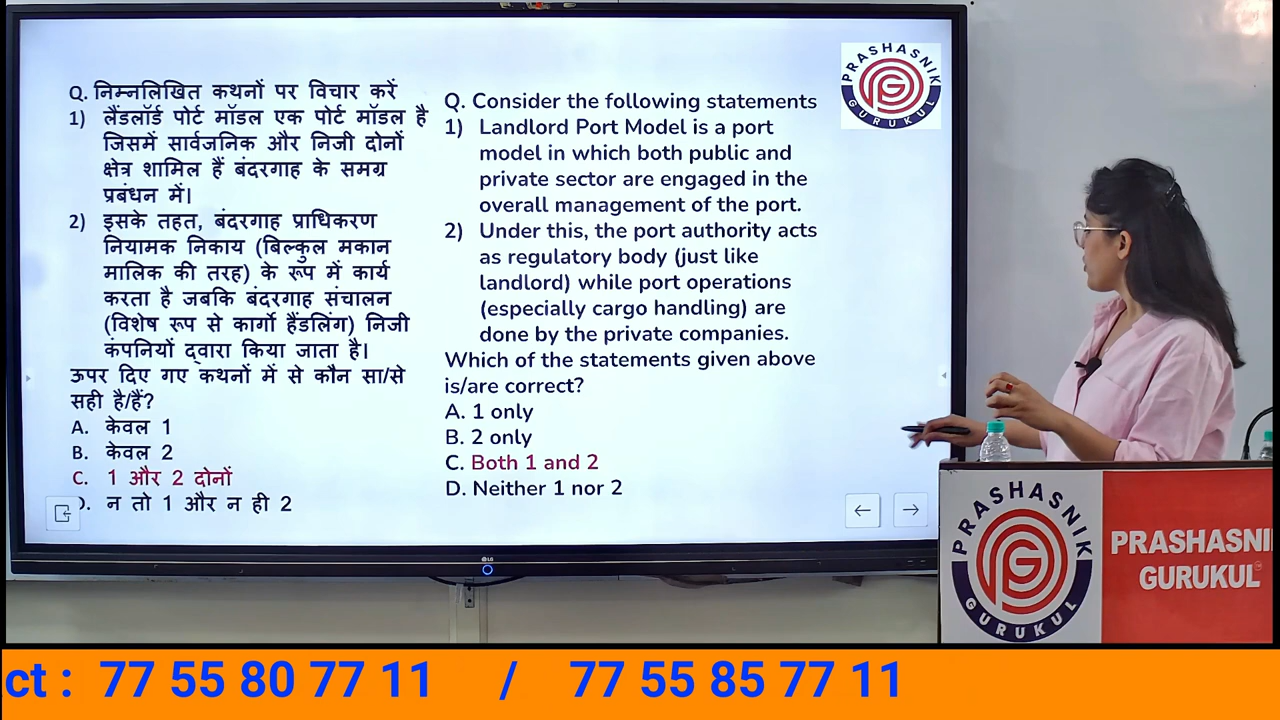 Q. निम्नलिखित कथनों पर विचार करें
1) लैंडलॉर्ड पोर्ट मॉडल एक पोर्ट मॉडल है
जिसमें सार्वजनिक और निजी दोनों
क्षेत्र शामिल हैं बंदरगाह के समग्र
प्रबंधन में।
2) इसके तहत, बंदरगाह प्राधिकरण
नियामक निकाय (बिल्कुल मकान
मालिक की तरह) के रूप में कार्य
करता है जबकि बंदरगाह संचालन
(विशेष रूप से कार्गो हैंडलिंग) निजी
कंपनियों द्वारा किया जाता है।
ऊपर दिए गए कथनों में से कौन सा/से
सही है/हैं?
A. केवल 1
B. केवल 2
C. 1 और 2 दोनों
). न तो 1 और न ही 2
Q. Consider the following statements
1) Landlord Port Model is a port
model in which both public and
private sector are engaged in the
overall management of the port.
2) Under this, the port authority acts
as regulatory body (just like
landlord) while port operations
(especially cargo handling) are
done by the private companies.
Which of the statements given above
is/are correct?
A. 1 only
B. 2 only
C. Both 1 and 2
D. Neither 1 nor 2
PRASHASNIK
GURUKUL
LG
PRASHASNIK
GURUKUL
PRASHASNI
GURUKUL
ct : 77 55 80 77 11 / 77 55 85 77 11